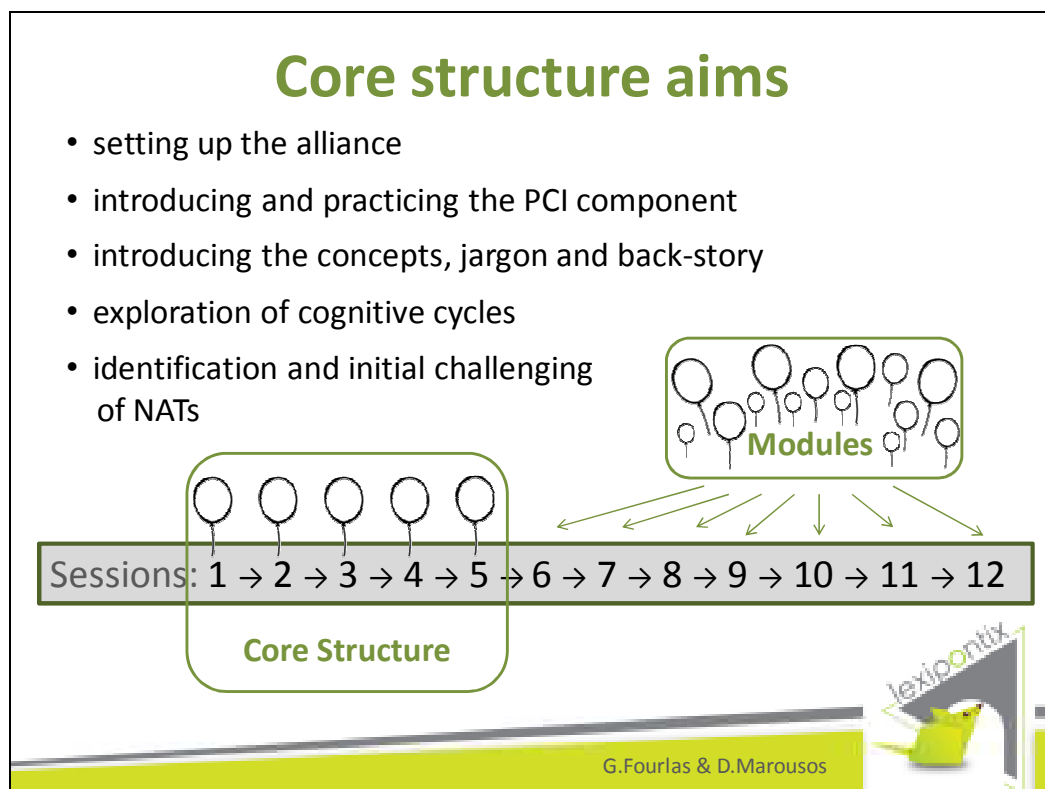 Core structure aims
• setting up the alliance
• introducing and practicing the PCI component
• introducing the concepts, jargon and back-story
• exploration of cognitive cycles
• identification and initial challenging
of NATs
Modules
Sessions: 1 → 2 → 3 → 4 → 5 → 6 → 7 → 8 → 9 → 10 → 11 → 12
Core Structure
lexipontix
G.Fourlas & D.Marousos